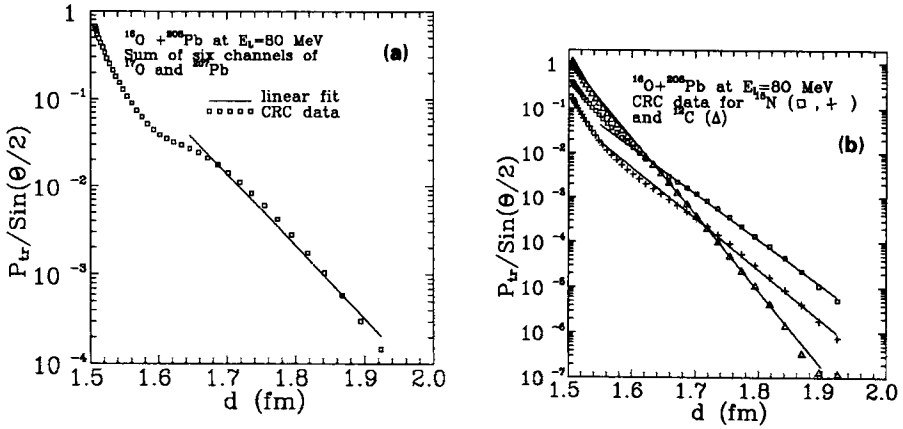 (a)
¹⁶O + ²⁰⁸Pb at E_L=80 MeV
Sum of six channels of
¹⁷O and ²⁰⁷Pb
linear fit
CRC data
P_tr/Sin(θ/2)
1
10⁻¹
10⁻²
10⁻³
10⁻⁴
1.5 1.6 1.7 1.8 1.9 2.0
d (fm)
(b)
¹⁶O+²⁰⁸Pb at E_L=80 MeV
CRC data for ¹⁵N (□ , + )
and ¹²C (Δ)
P_tr/Sin(θ/2)
10¹
1
10⁻¹
10⁻²
10⁻³
10⁻⁴
10⁻⁵
10⁻⁶
10⁻⁷
1.5 1.6 1.7 1.8 1.9 2.0
d (fm)